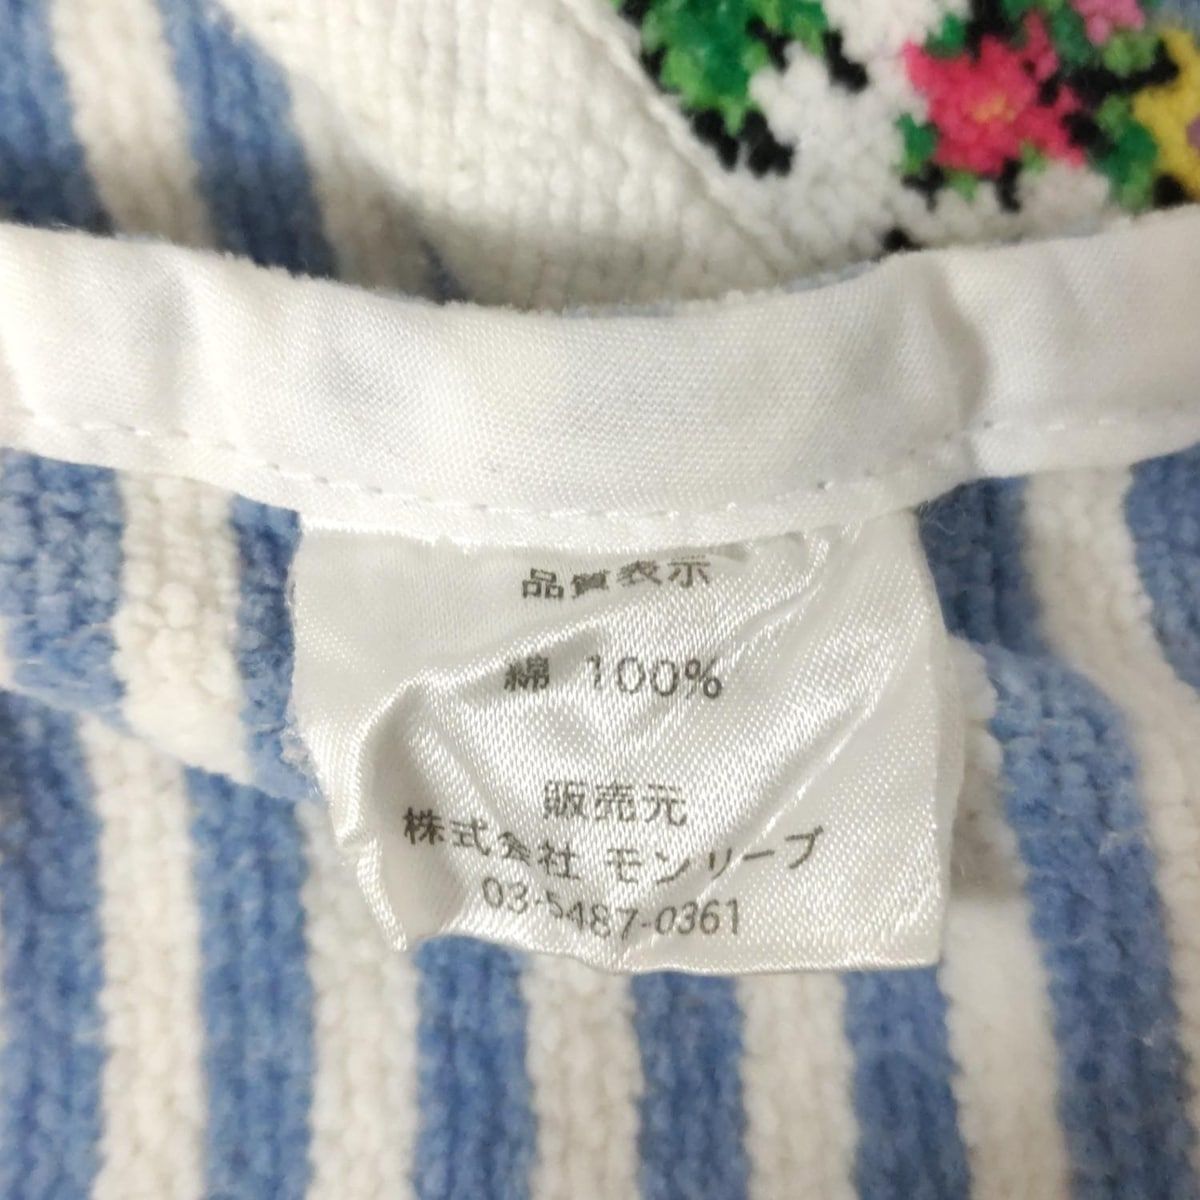 品質表示
綿 100%
販売元
株式会社 モンリーブ
03-5487-0361